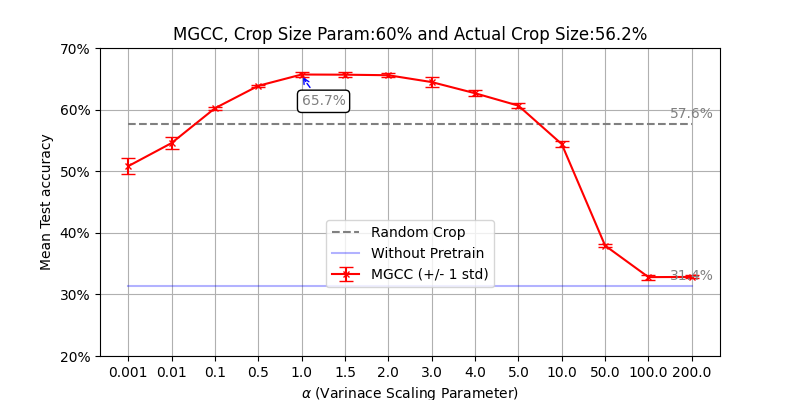 MGCC, Crop Size Param:60% and Actual Crop Size:56.2%
70%
60%
50%
40%
30%
20%
Mean Test accuracy
65.7%
57.6%
31.4%
Random Crop
Without Pretrain
MGCC (+/- 1 std)
0.001 0.01 0.1 0.5 1.0 1.5 2.0 3.0 4.0 5.0 10.0 50.0 100.0 200.0
α (Varinace Scaling Parameter)